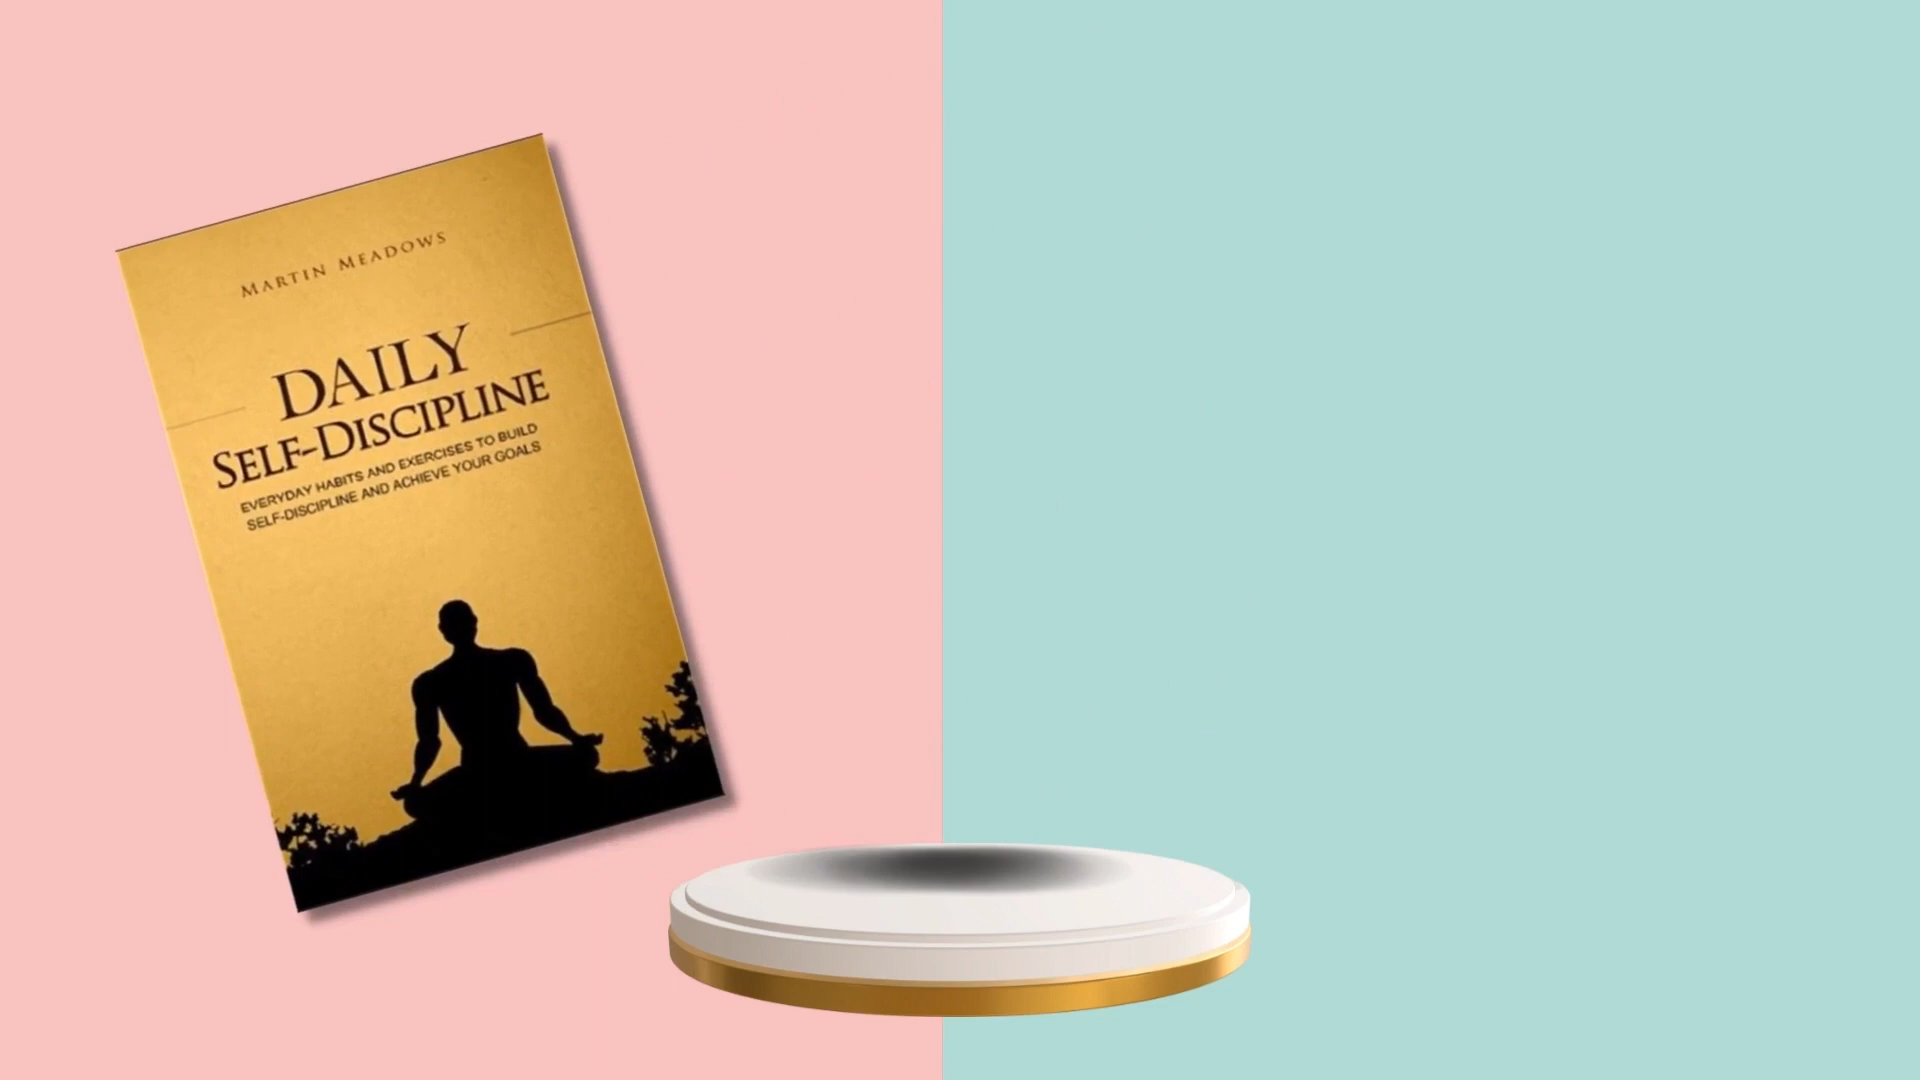 MARTIN MEADOWS
DAILY
SELF-DISCIPLINE
EVERYDAY HABITS AND EXERCISES TO BUILD
SELF-DISCIPLINE AND ACHIEVE YOUR GOALS